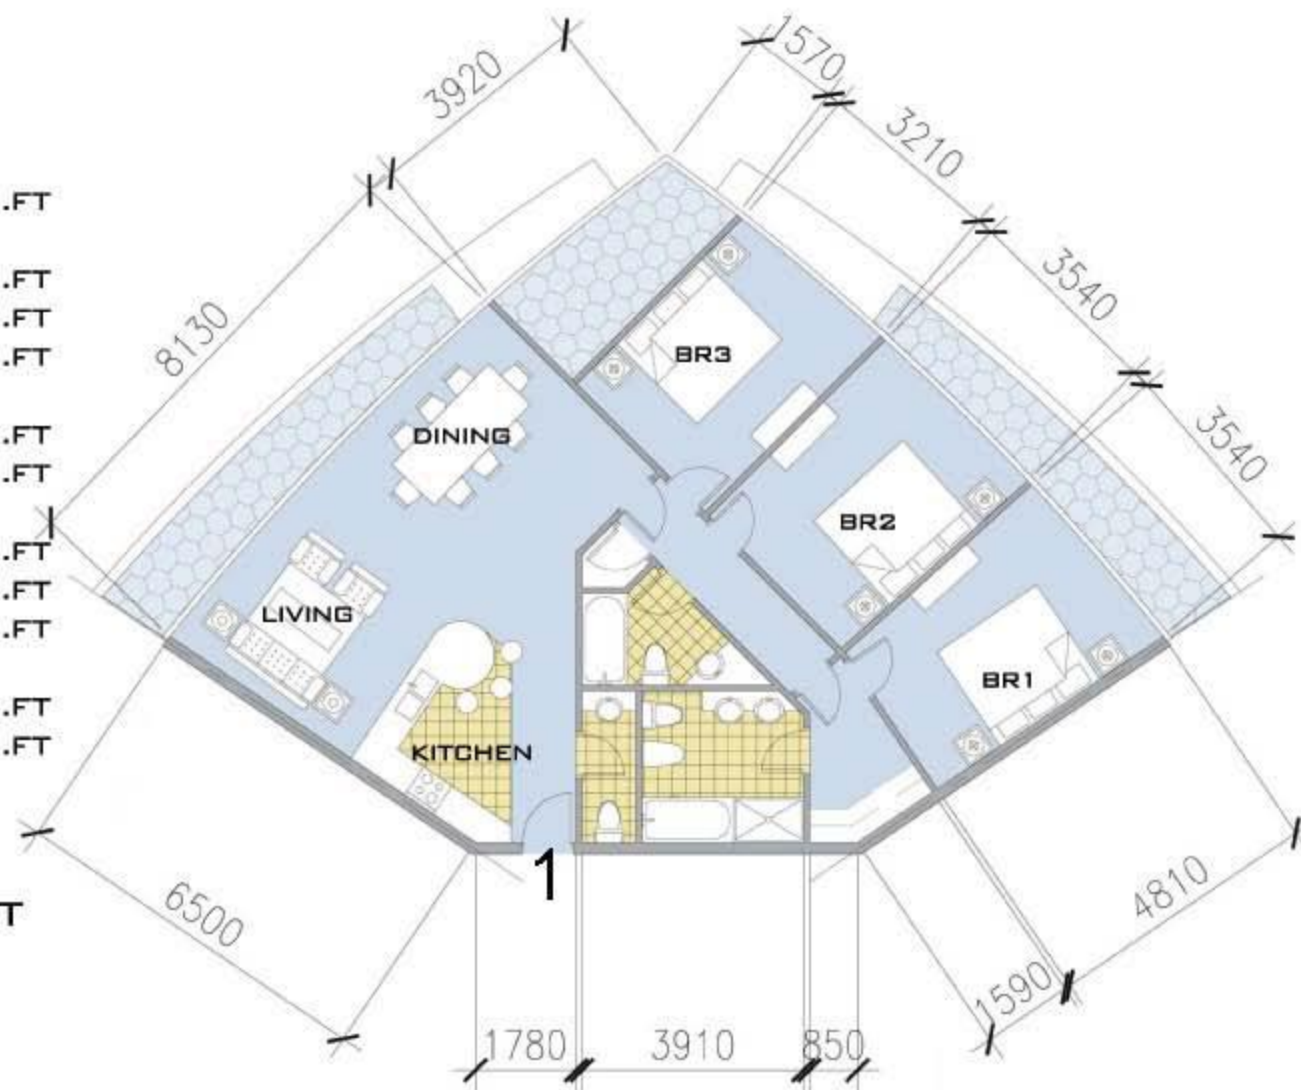 3920
1570
3210
.FT
3540
.FT
.FT
8130
.FT
BR3
3540
.FT
DINING
.FT
BR2
.FT
.FT
LIVING
.FT
BR1
.FT
.FT
KITCHEN
1
T
6500
4810
1590
1780
3910
850